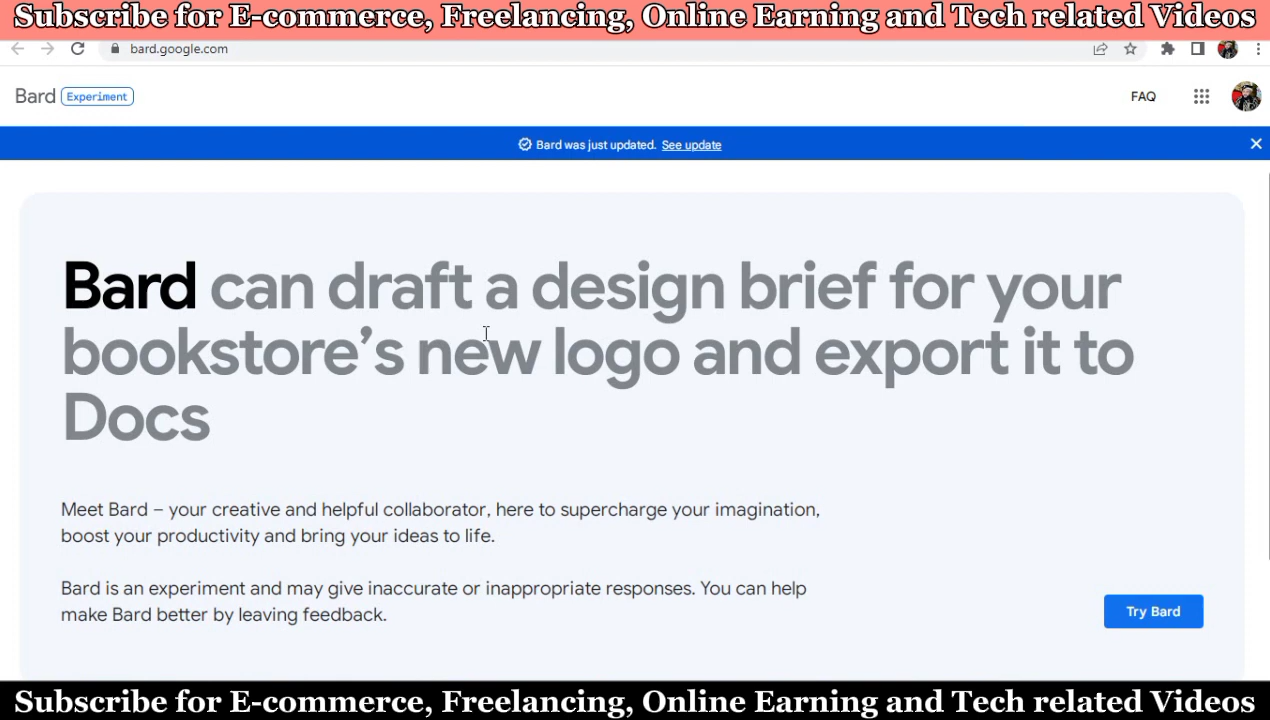 Subscribe for E-commerce, Freelancing, Online Earning and Tech related Videos
bard.google.com
Bard Experiment FAQ
Bard was just updated. See update
Bard can draft a design brief for your
bookstore’s new logo and export it to
Docs
Meet Bard – your creative and helpful collaborator, here to supercharge your imagination,
boost your productivity and bring your ideas to life.
Bard is an experiment and may give inaccurate or inappropriate responses. You can help
make Bard better by leaving feedback.
Try Bard
Subscribe for E-commerce, Freelancing, Online Earning and Tech related Videos